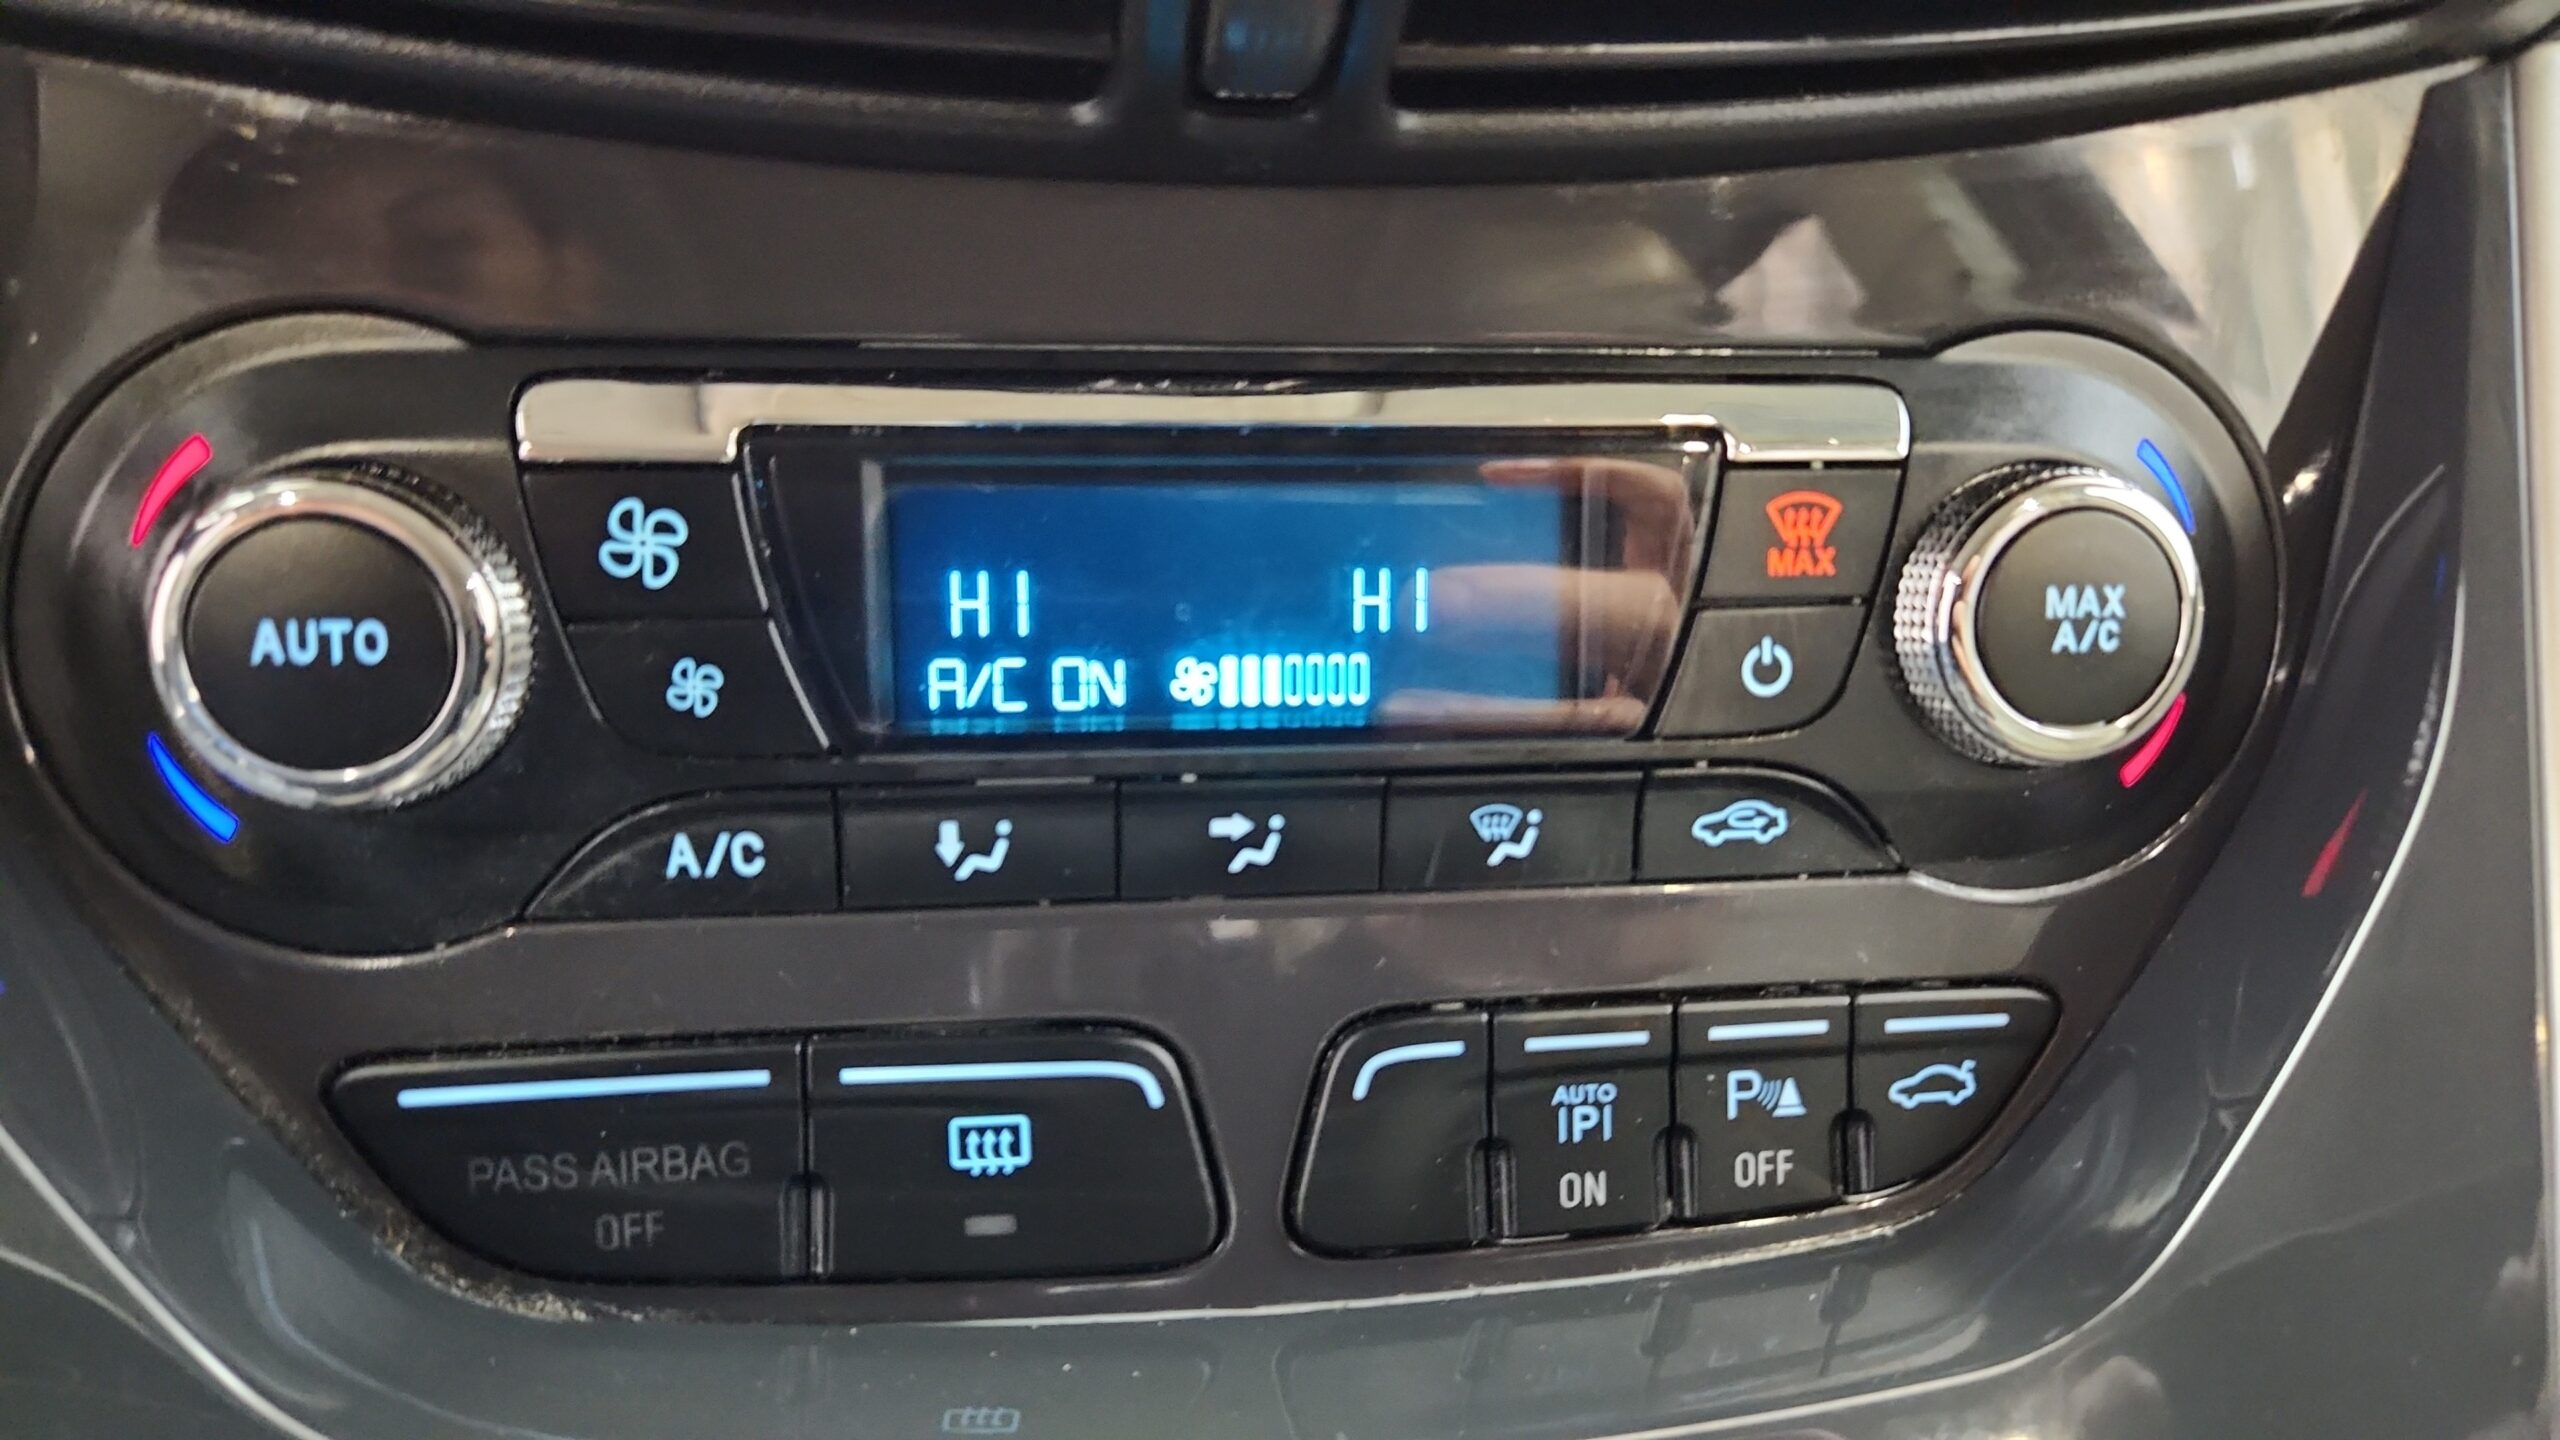 AUTO
HI HI
A/C ON
MAX
MAX
A/C
A/C
PASS AIRBAG
OFF
AUTO
IPI
ON
P
OFF